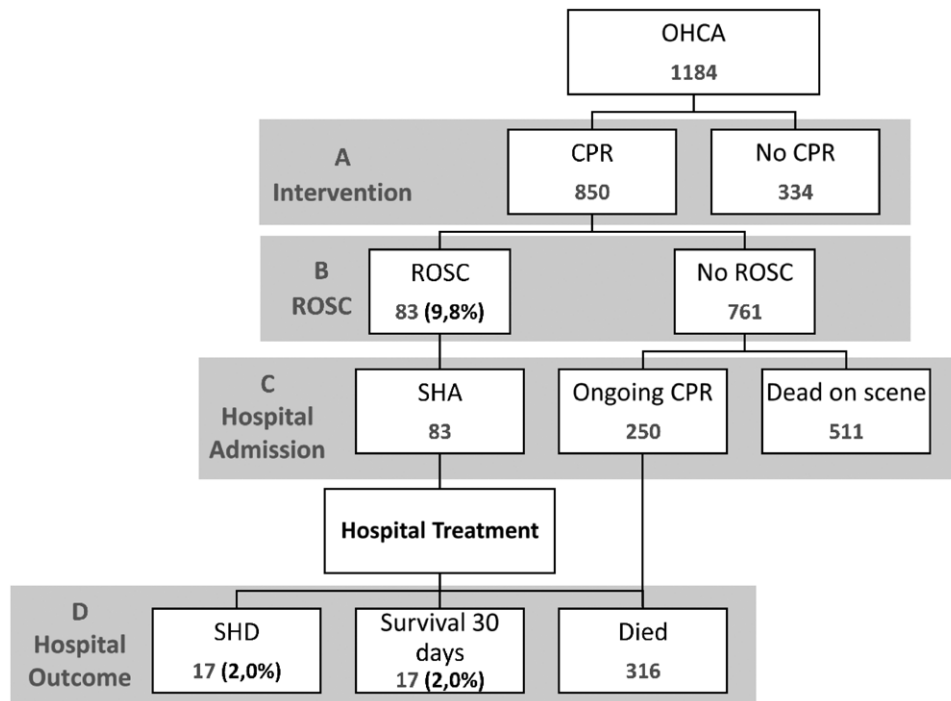 OHCA
1184
A
Intervention
CPR
850
No CPR
334
B
ROSC
ROSC
83 (9,8%)
No ROSC
761
C
Hospital
Admission
SHA
83
Ongoing CPR
250
Dead on scene
511
Hospital Treatment
D
Hospital
Outcome
SHD
17 (2,0%)
Survival 30
days
17 (2,0%)
Died
316